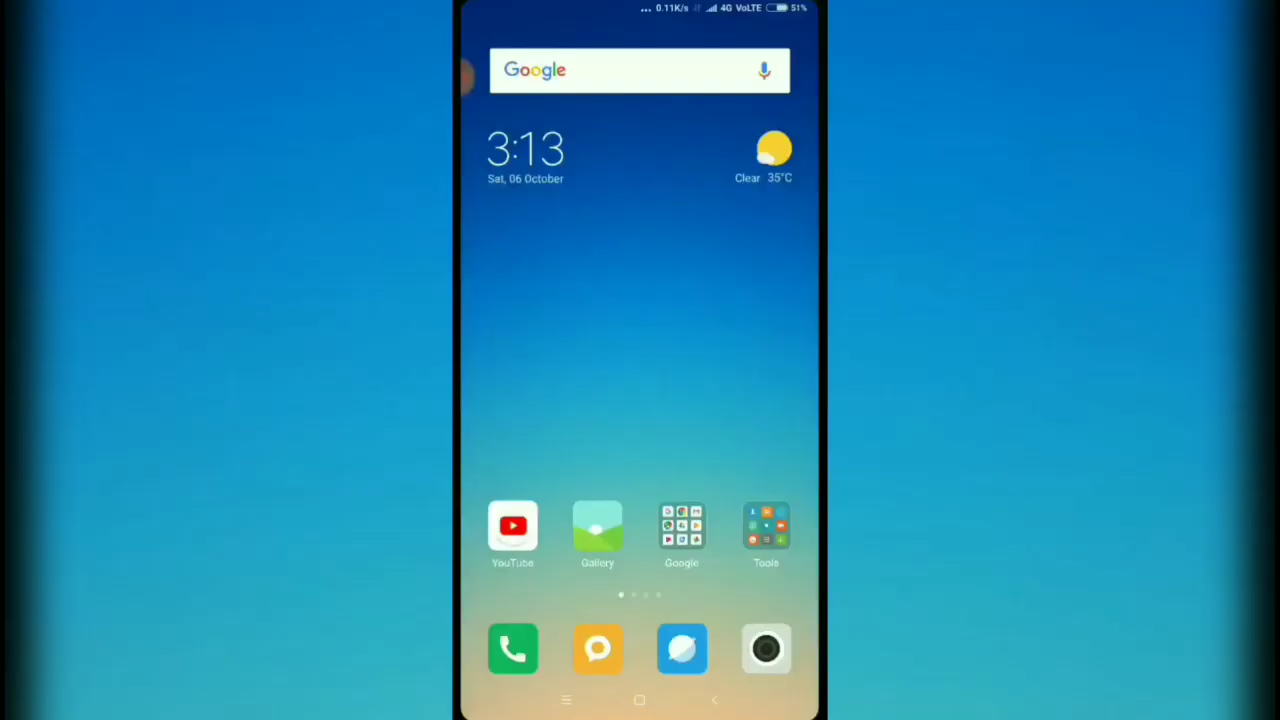 ... 0.11K/s 4G VoLTE 51%
Google
3:13
Sat, 06 October
Clear 35°C
YouTube Gallery Google Tools